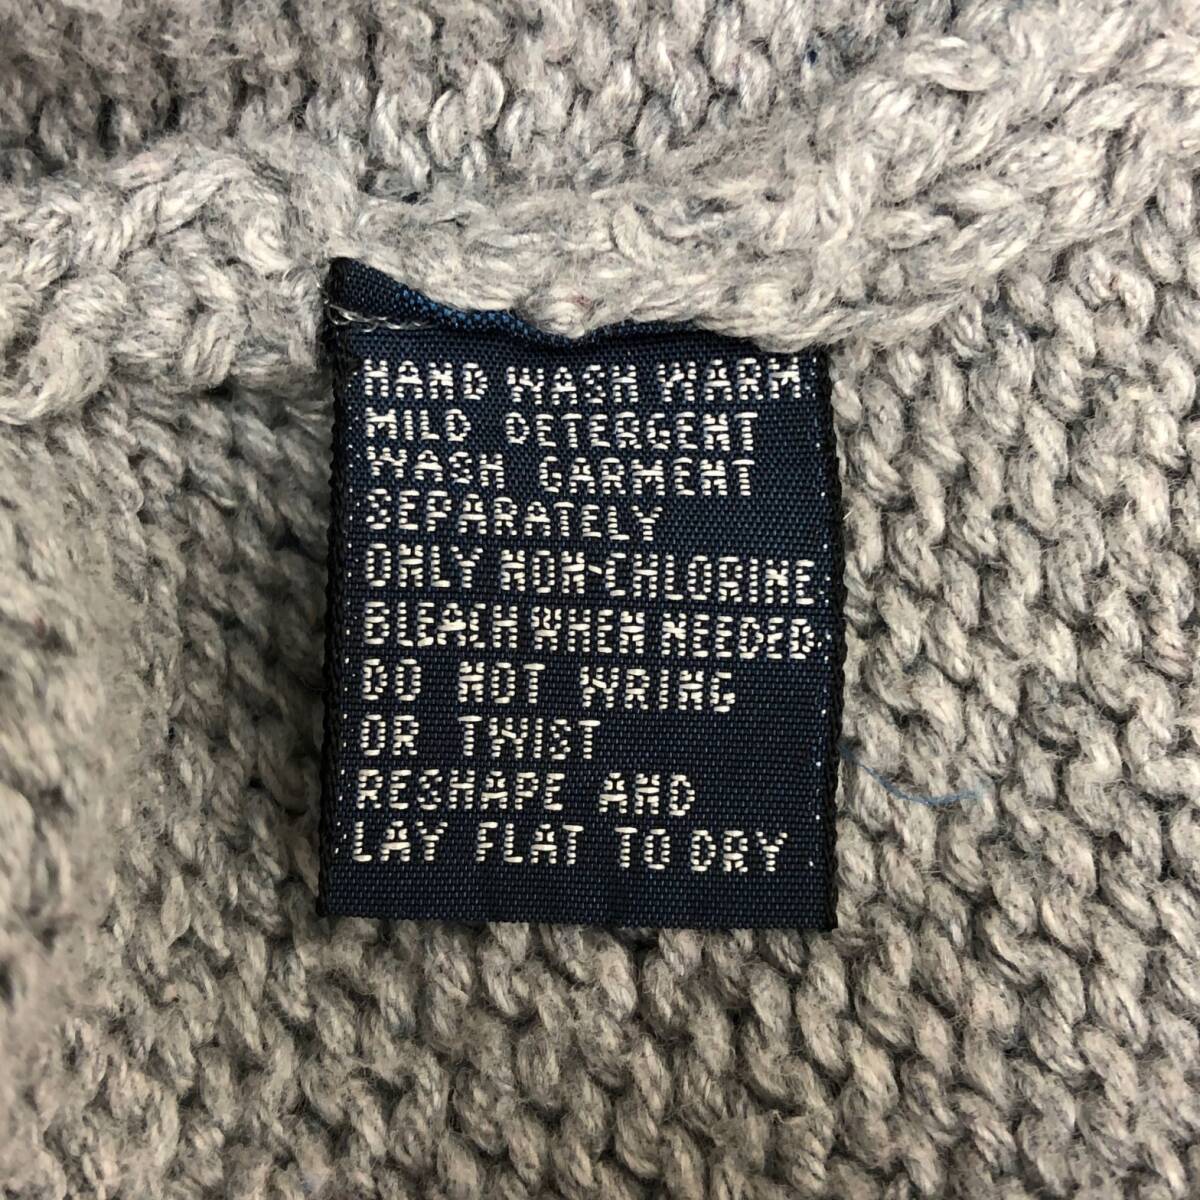 HAND WASH WARM
MILD DETERGENT
WASH GARMENT
SEPARATELY
ONLY NON-CHLORINE
BLEACH WHEN NEEDED
DO NOT WRING
OR TWIST
RESHAPE AND
LAY FLAT TO DRY